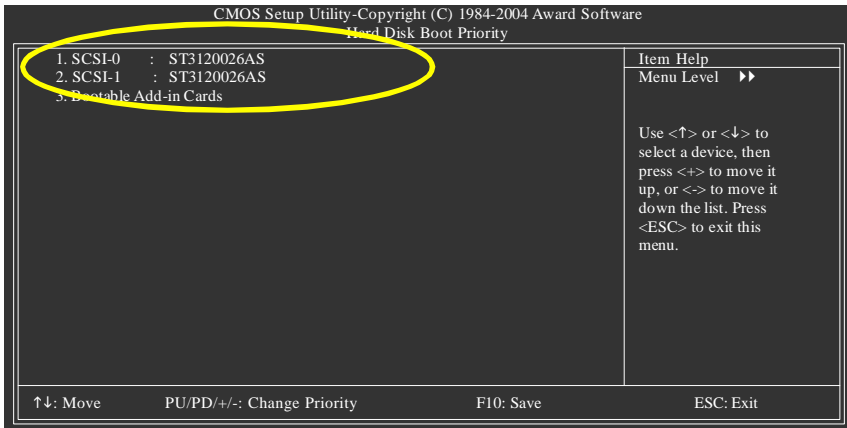 CMOS Setup Utility-Copyright (C) 1984-2004 Award Software
Hard Disk Boot Priority
1. SCSI-0 : ST3120026AS
2. SCSI-1 : ST3120026AS
3. Bootable Add-in Cards
Item Help
Menu Level ▶▶
Use <↑> or <↓> to
select a device, then
press <+> to move it
up, or <-> to move it
down the list. Press
<ESC> to exit this
menu.
↑↓: Move PU/PD/+/-: Change Priority F10: Save ESC: Exit